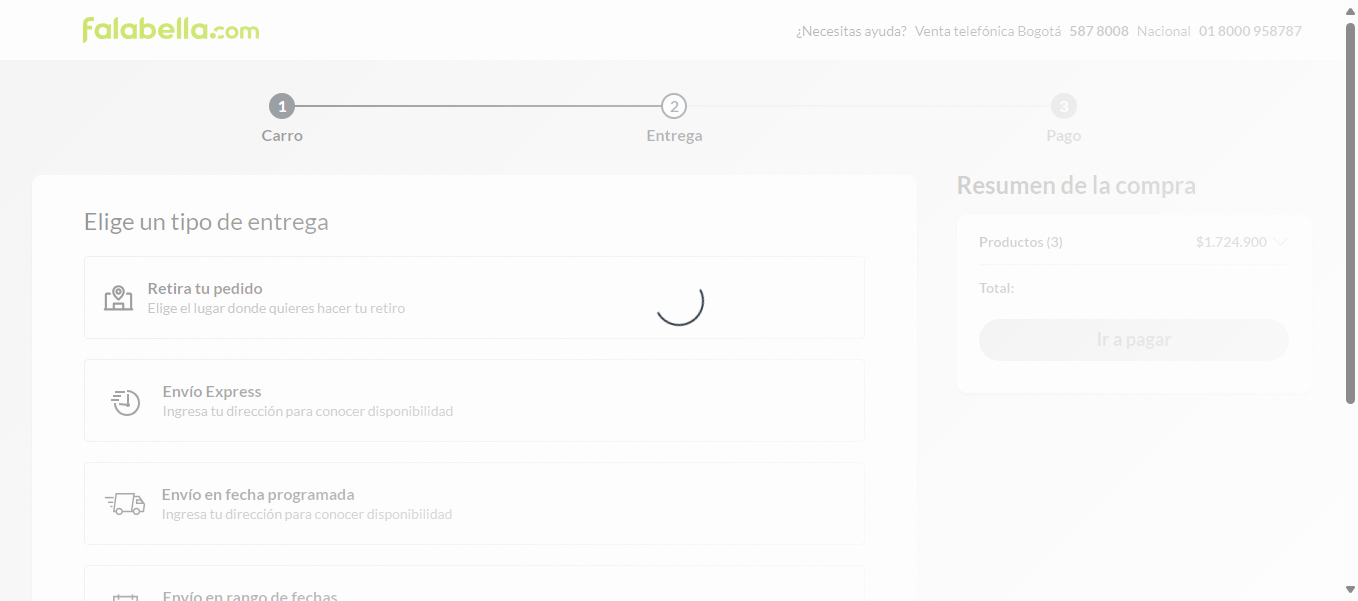 falabella.com
¿Necesitas ayuda? Venta telefónica Bogotá 587 8008 Nacional 01 8000 958787
1 2 3
Carro Entrega Pago
Elige un tipo de entrega
Retira tu pedido
Elige el lugar donde quieres hacer tu retiro
Envío Express
Ingresa tu dirección para conocer disponibilidad
Envío en fecha programada
Ingresa tu dirección para conocer disponibilidad
Envío en rango de fechas
Resumen de la compra
Productos (3) $1.724.900
Total:
Ir a pagar